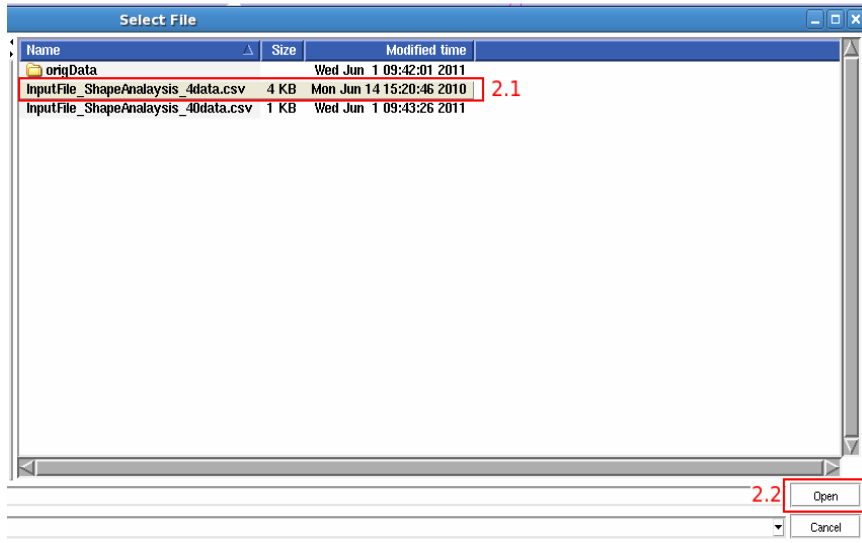 Select File
Name Size Modified time
origData Wed Jun 1 09:42:01 2011
InputFile_ShapeAnalaysis_4data.csv 4 KB Mon Jun 14 15:20:46 2010 2.1
InputFile_ShapeAnalaysis_40data.csv 1 KB Wed Jun 1 09:43:26 2011
2.2 Open
Cancel